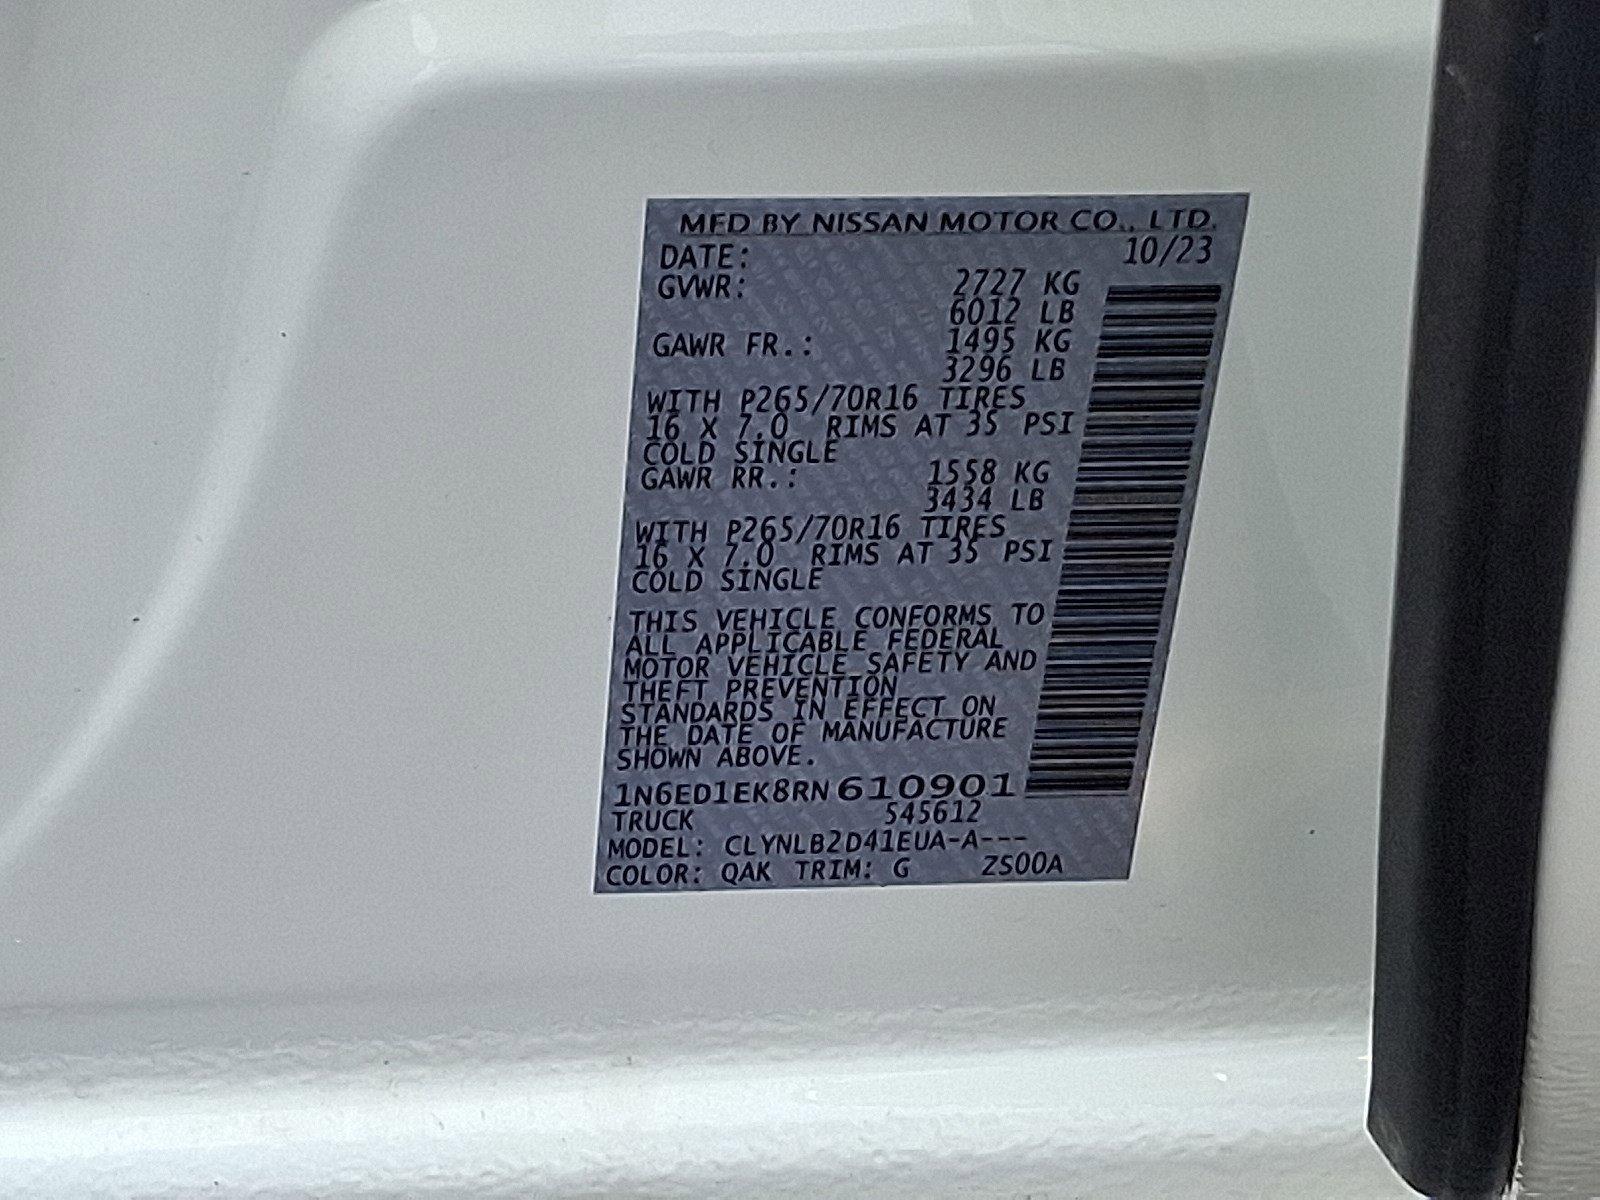 MFD BY NISSAN MOTOR CO., LTD.
DATE: 10/23
GVWR: 2727 KG
6012 LB
GAWR FR.: 1495 KG
3296 LB
WITH P265/70R16 TIRES
16 X 7.0 RIMS AT 35 PSI
COLD SINGLE
GAWR RR.: 1558 KG
3434 LB
WITH P265/70R16 TIRES
16 X 7.0 RIMS AT 35 PSI
COLD SINGLE
THIS VEHICLE CONFORMS TO
ALL APPLICABLE FEDERAL
MOTOR VEHICLE SAFETY AND
THEFT PREVENTION
STANDARDS IN EFFECT ON
THE DATE OF MANUFACTURE
SHOWN ABOVE.
1N6ED1EK8RN610901
TRUCK 545612
MODEL: CLYNLB2D41EUA-A---
COLOR: QAK TRIM: G ZS00A